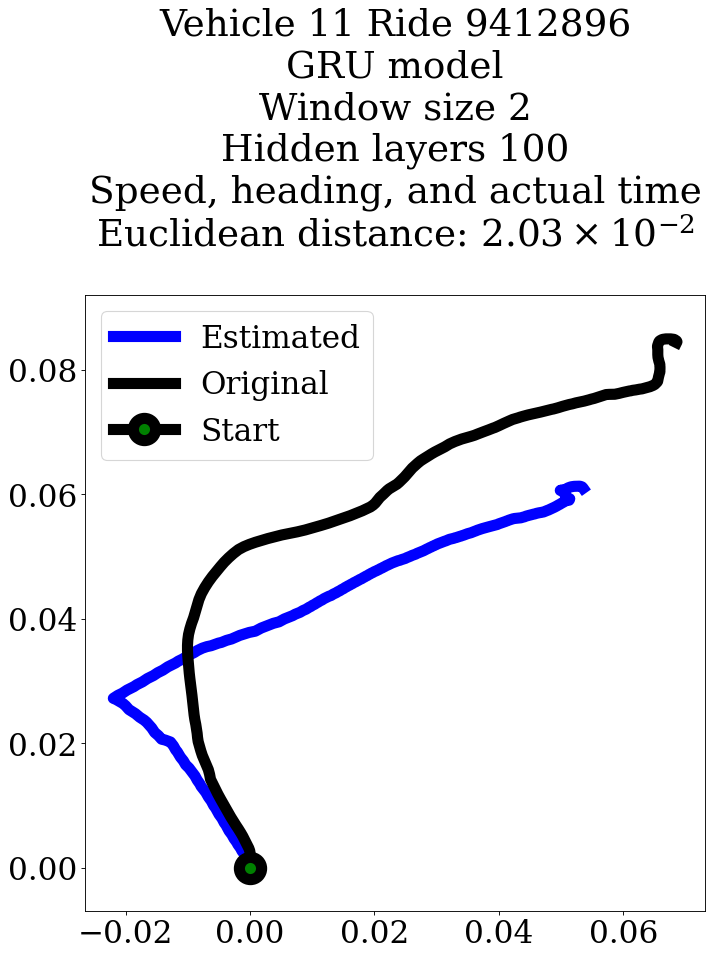 Vehicle 11 Ride 9412896
GRU model
Window size 2
Hidden layers 100
Speed, heading, and actual time
Euclidean distance: 2.03 × 10⁻²
Estimated
Original
Start
0.08
0.06
0.04
0.02
0.00
−0.02 0.00 0.02 0.04 0.06